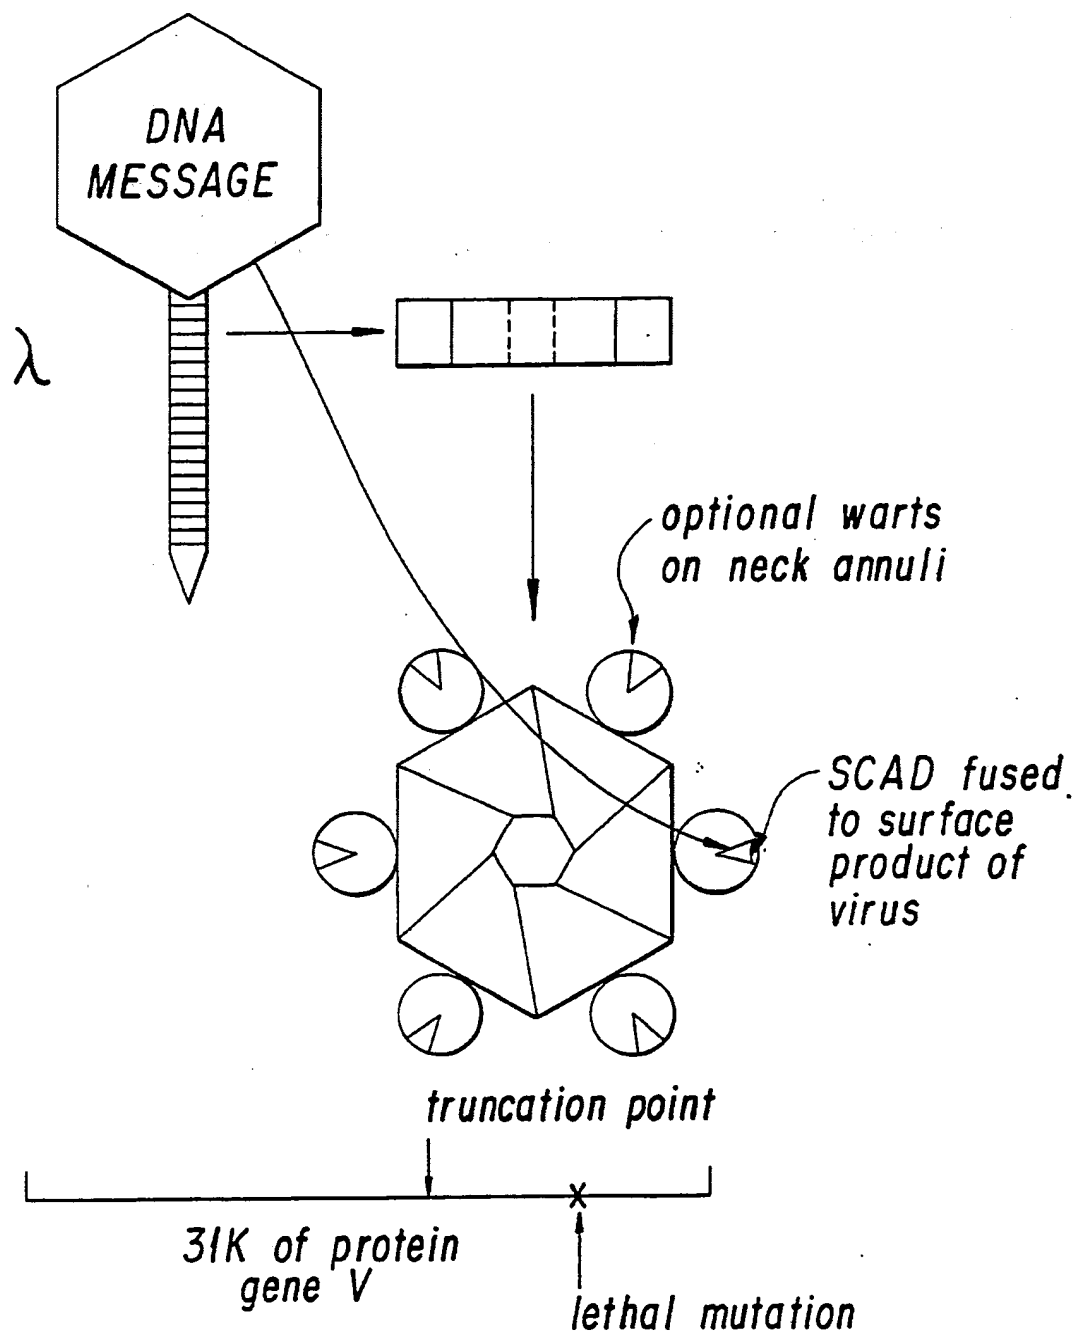 DNA
MESSAGE
λ
optional warts
on neck annuli
SCAD fused
to surface
product of
virus
truncation point
X
31K of protein
gene V
lethal mutation